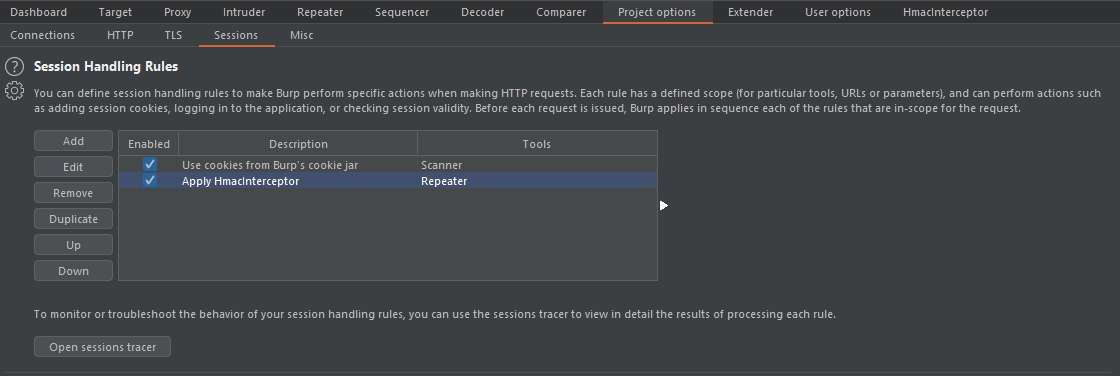 Dashboard Target Proxy Intruder Repeater Sequencer Decoder Comparer Project options Extender User options HmacInterceptor
Connections HTTP TLS Sessions Misc
? Session Handling Rules
You can define session handling rules to make Burp perform specific actions when making HTTP requests. Each rule has a defined scope (for particular tools, URLs or parameters), and can perform actions such
as adding session cookies, logging in to the application, or checking session validity. Before each request is issued, Burp applies in sequence each of the rules that are in-scope for the request.
Add
Edit
Remove
Duplicate
Up
Down
Enabled Description Tools
Use cookies from Burp's cookie jar Scanner
Apply HmacInterceptor Repeater
To monitor or troubleshoot the behavior of your session handling rules, you can use the sessions tracer to view in detail the results of processing each rule.
Open sessions tracer